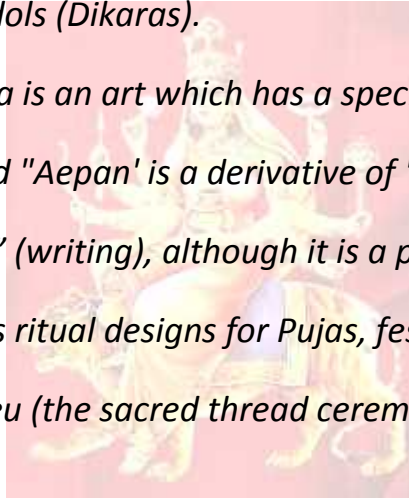 dols (Dikaras).
a is an art which has a spec
d "Aepan' is a derivative of '
’ (writing), although it is a p
s ritual designs for Pujas, fes
eu (the sacred thread cerem